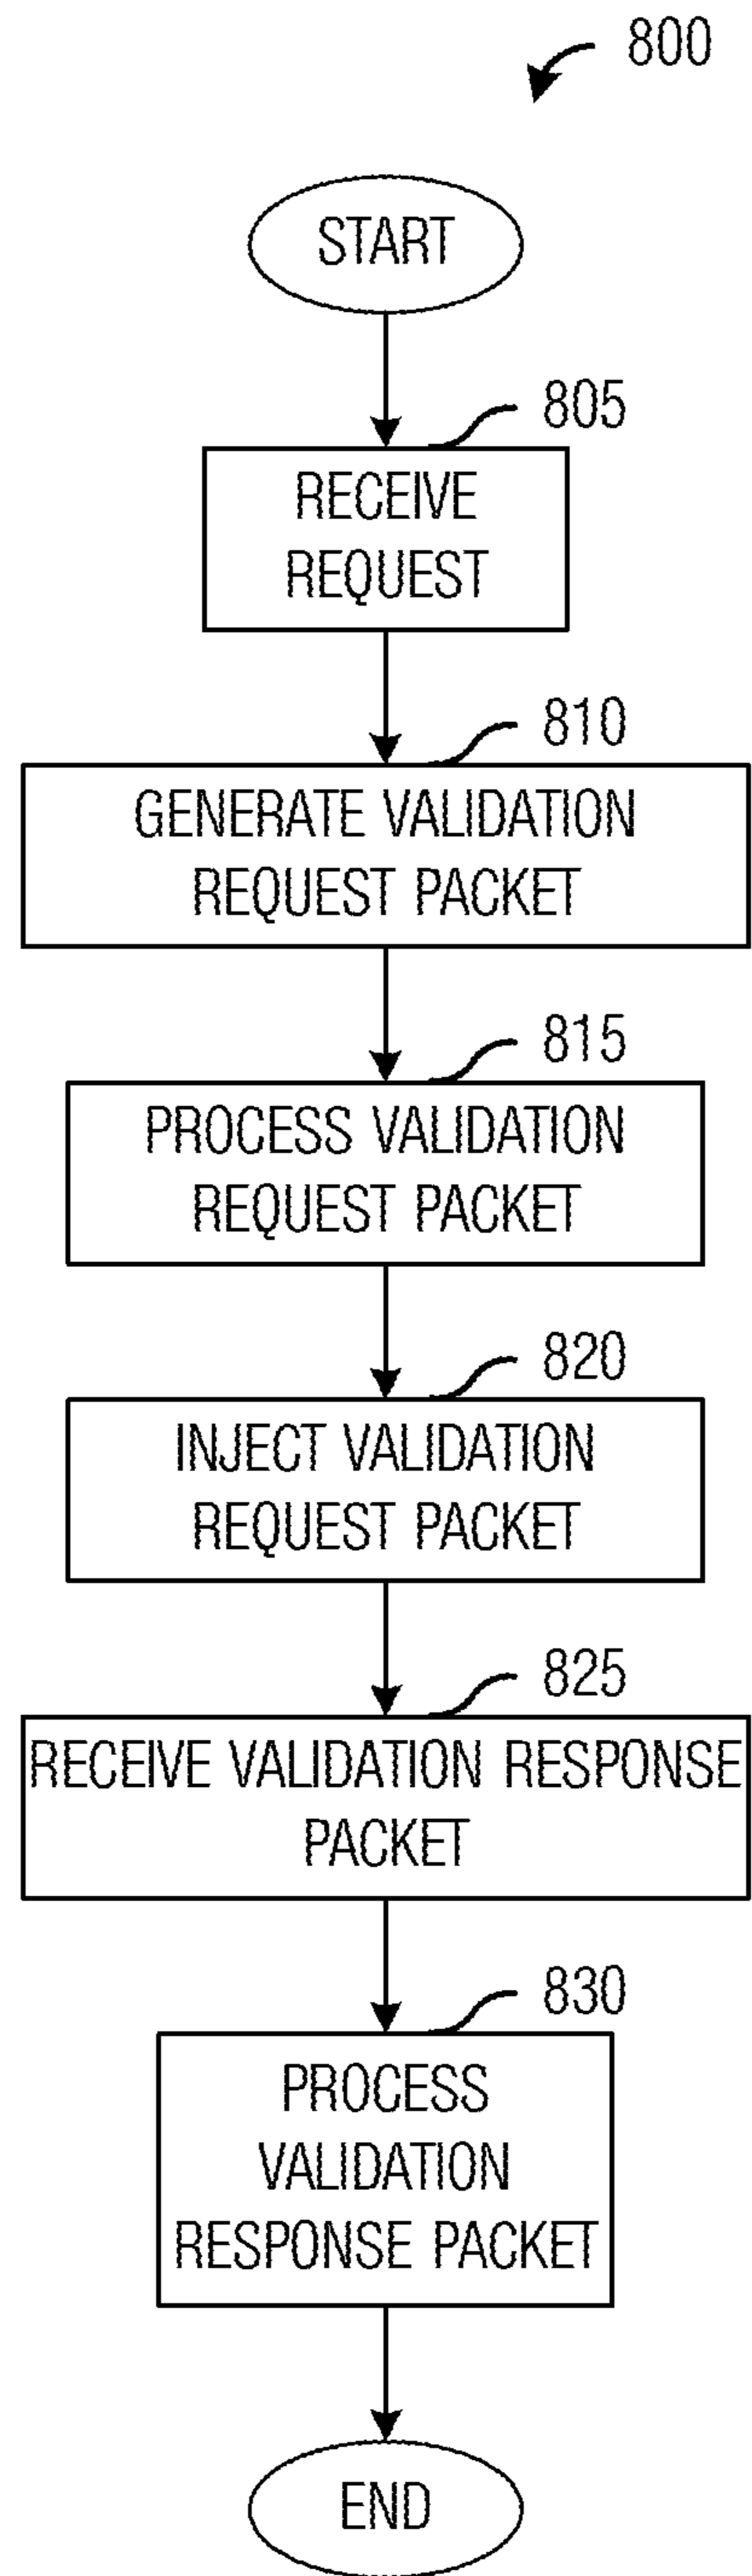 800
START
805
RECEIVE
REQUEST
810
GENERATE VALIDATION
REQUEST PACKET
815
PROCESS VALIDATION
REQUEST PACKET
820
INJECT VALIDATION
REQUEST PACKET
825
RECEIVE VALIDATION RESPONSE
PACKET
830
PROCESS
VALIDATION
RESPONSE PACKET
END